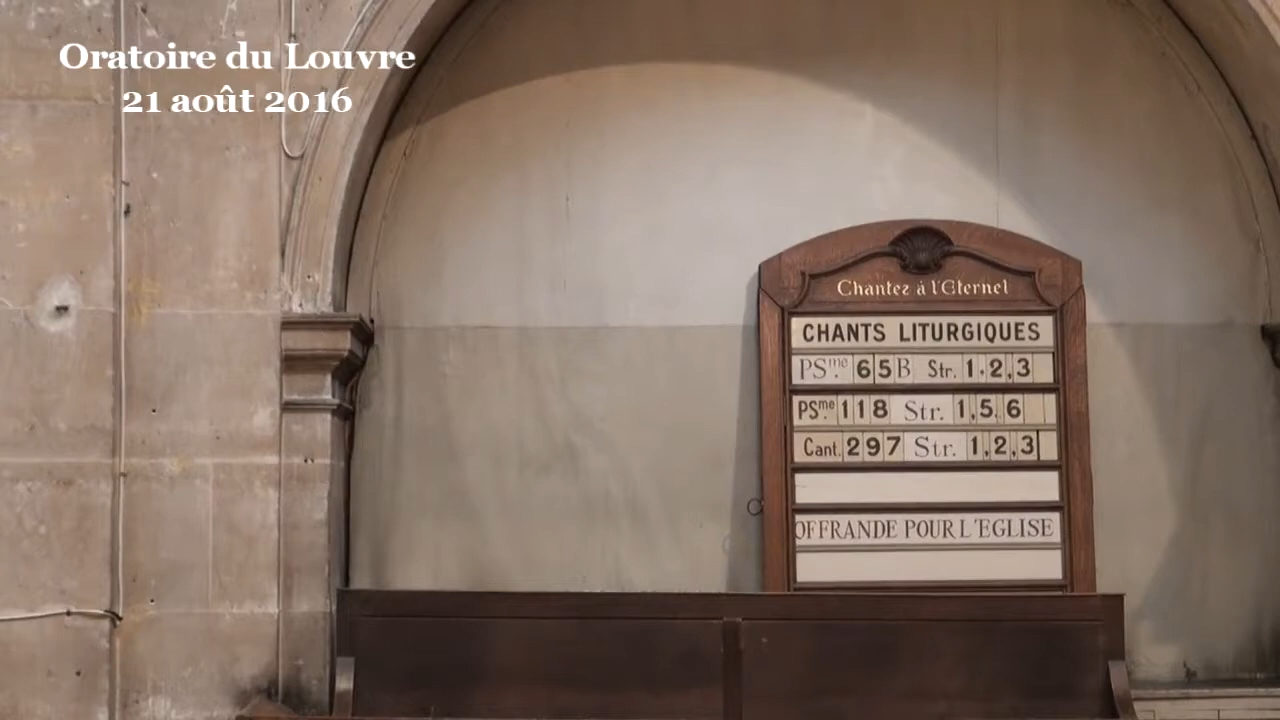 Oratoire du Louvre
21 août 2016
Chantez à l'Eternel
CHANTS LITURGIQUES
PSme 65B Str. 1.2,3
PSme 118 Str. 1,5,6
Cant. 297 Str. 1,2,3
OFFRANDE POUR L'EGLISE